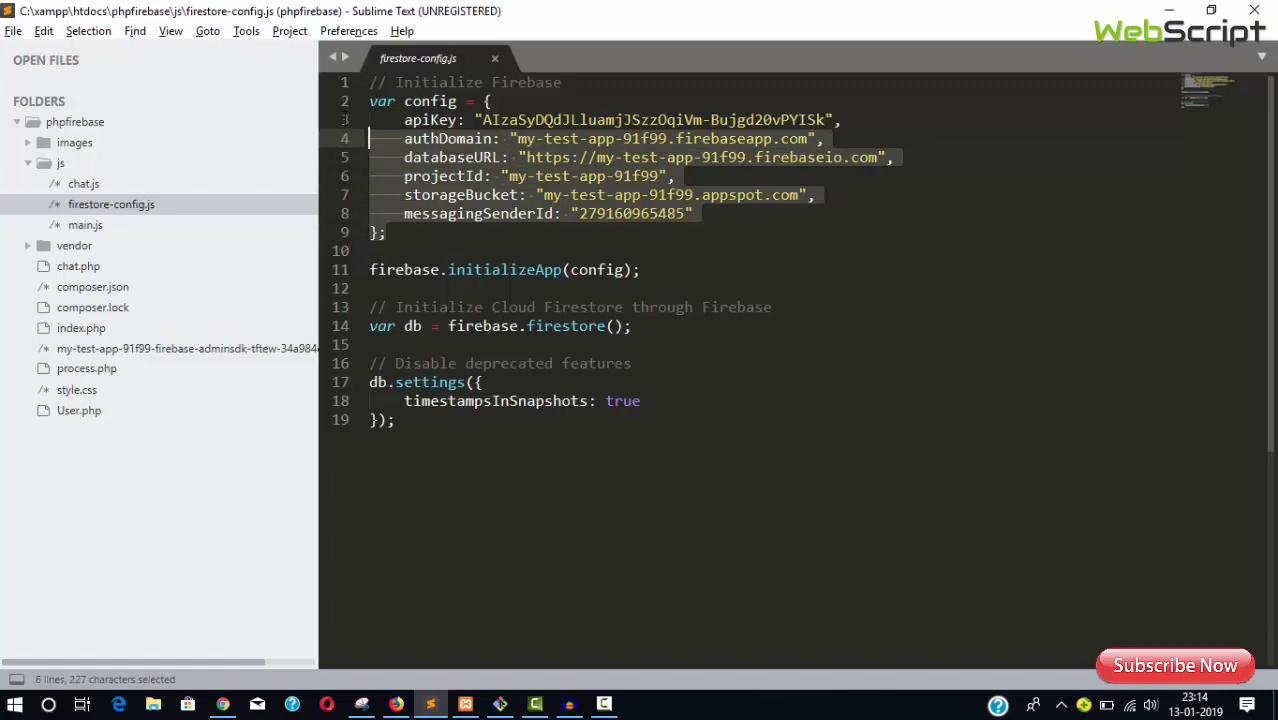 C:\xampp\htdocs\phpfirebase\js\firestore-config.js (phpfirebase) - Sublime Text (UNREGISTERED)
File Edit Selection Find View Goto Tools Project Preferences Help
WebScript
OPEN FILES
FOLDERS
phpfirebase
images
js
/* chat.js
/* firestore-config.js
/* main.js
vendor
chat.php
composer.json
composer.lock
index.php
my-test-app-91f99-firebase-adminsdk-tftew-34a984
process.php
/* style.css
User.php
firestore-config.js
1 // Initialize Firebase
2 var config = {
3 apiKey: "AIzaSyDQdJLluamjJSzzOqiVm-Bujgd20vPYISk",
4 authDomain: "my-test-app-91f99.firebaseapp.com",
5 databaseURL: "https://my-test-app-91f99.firebaseio.com",
6 projectId: "my-test-app-91f99",
7 storageBucket: "my-test-app-91f99.appspot.com",
8 messagingSenderId: "279160965485"
9 };
10
11 firebase.initializeApp(config);
12
13 // Initialize Cloud Firestore through Firebase
14 var db = firebase.firestore();
15
16 // Disable deprecated features
17 db.settings({
18 timestampsInSnapshots: true
19 });
Subscribe Now
6 lines, 227 characters selected
23:14
13-01-2019